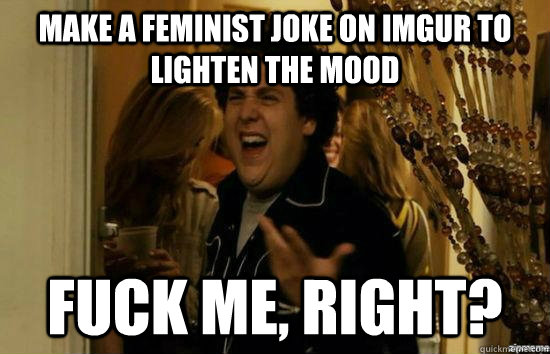 MAKE A FEMINIST JOKE ON IMGUR TO
LIGHTEN THE MOOD
FUCK ME, RIGHT?